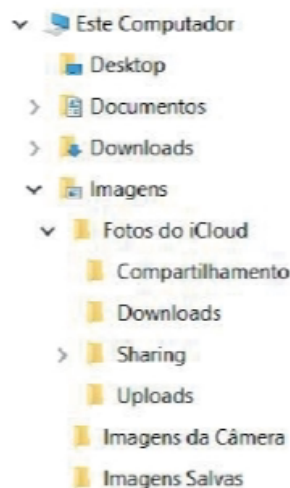 Este Computador
Desktop
Documentos
Downloads
Imagens
Fotos do iCloud
Compartilhamento
Downloads
Sharing
Uploads
Imagens da Câmera
Imagens Salvas